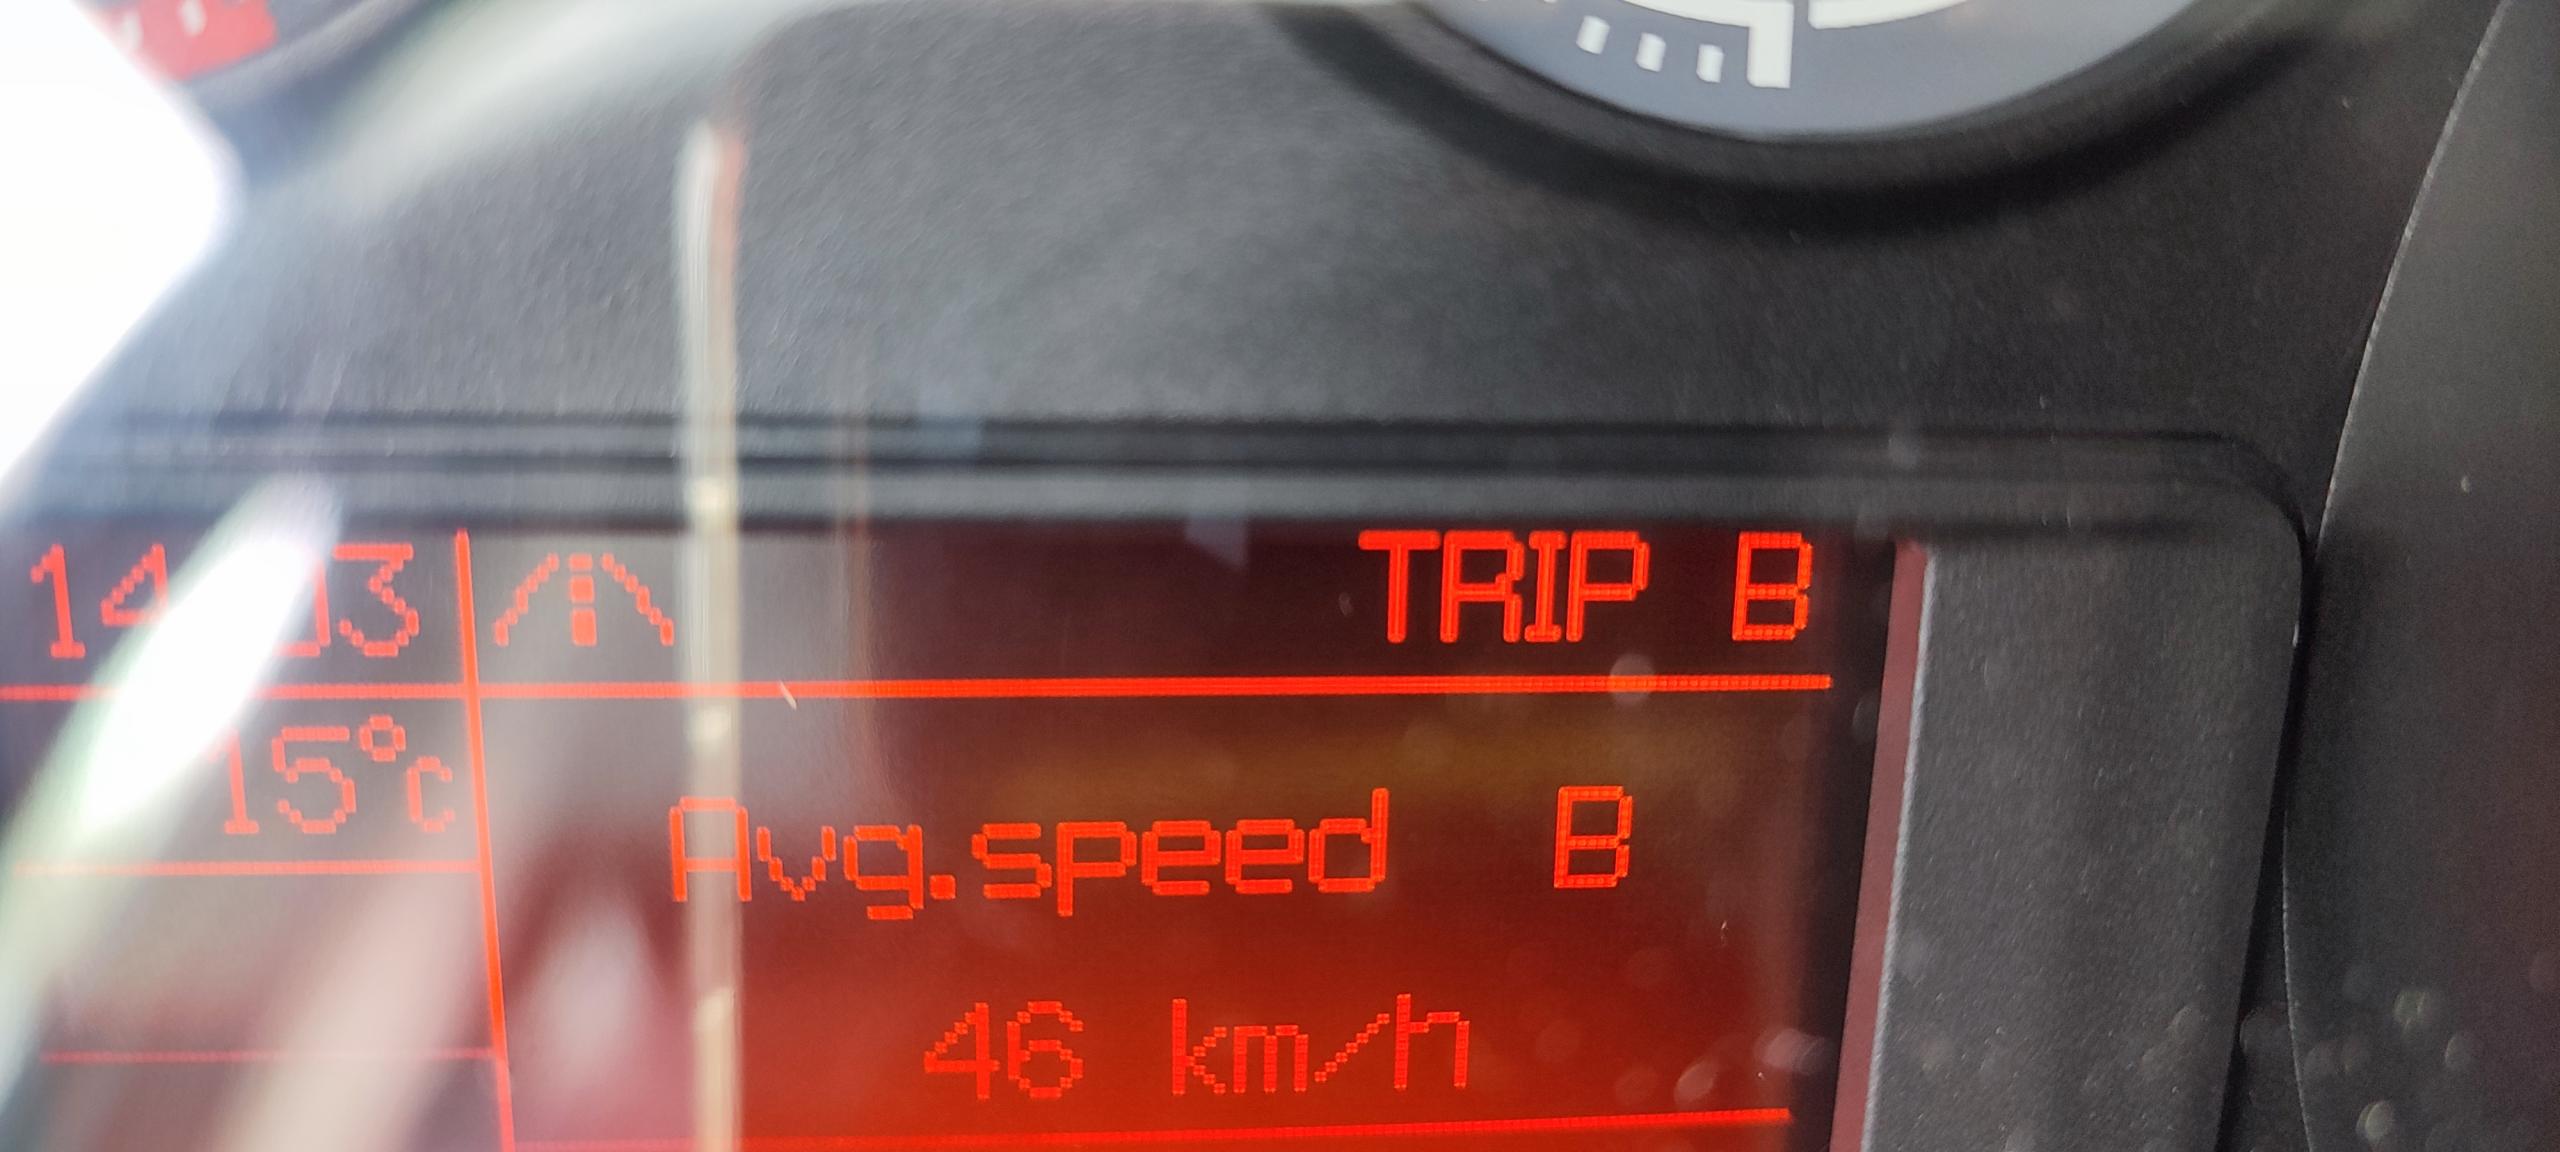 TRIP B
15°c
Avg.speed B
46 km/h